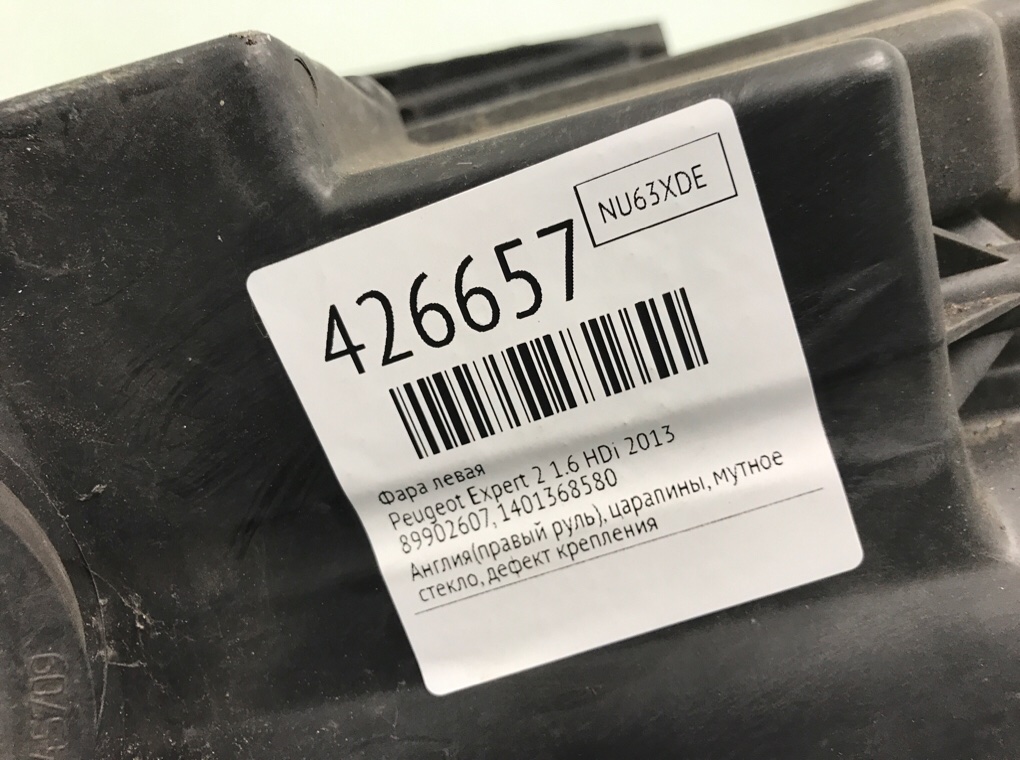 NU63XDE
426657
Фара левая
Peugeot Expert 2 1.6 HDi 2013
89902607, 1401368580
Англия(правый руль), царапины, мутное
стекло, дефект крепления